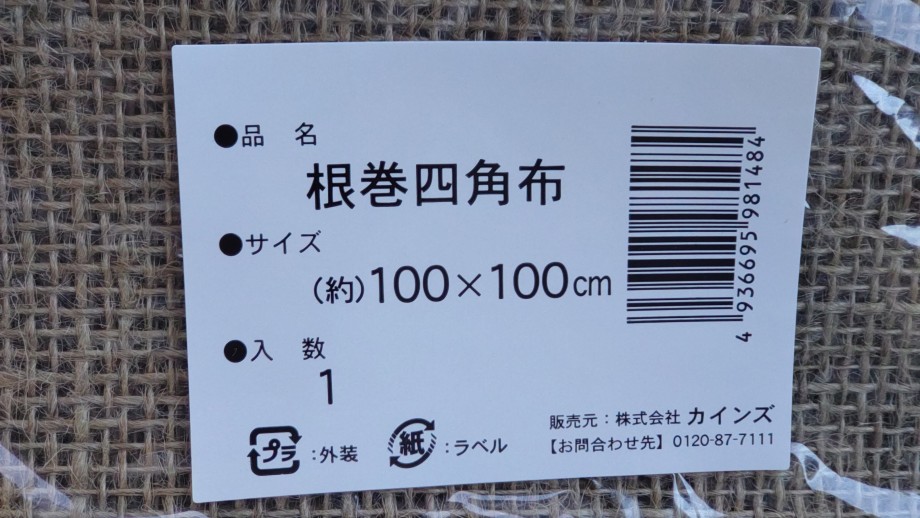 ●品 名
根巻四角布
●サイズ
(約)100×100cm
●入 数
1
プラ:外装
紙:ラベル
販売元:株式会社 カインズ
【お問合わせ先】0120-87-7111
4 936695 981484